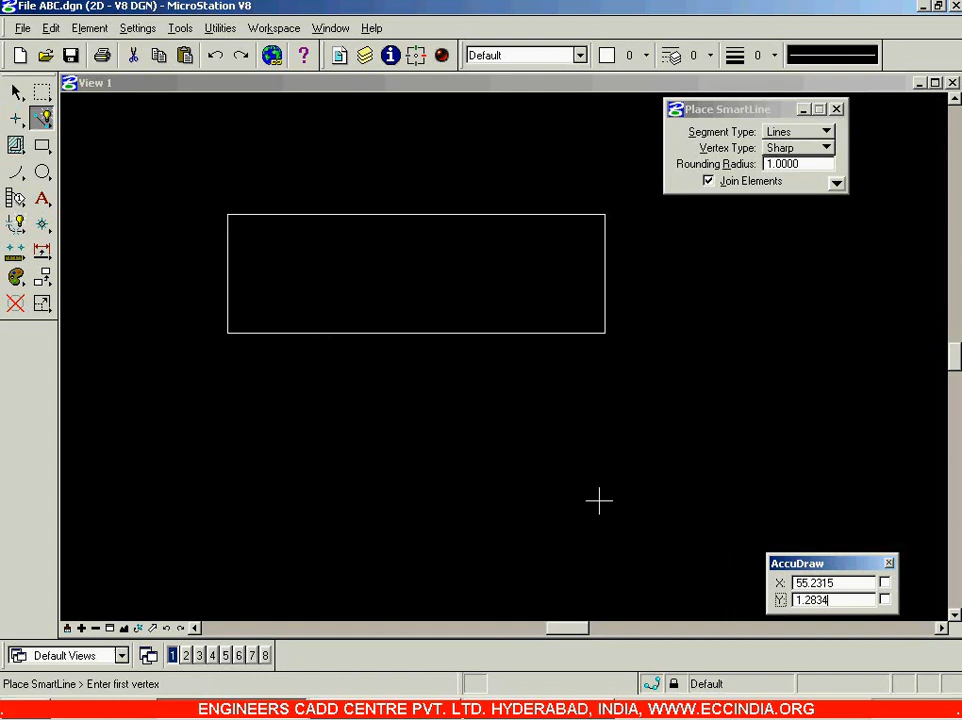 File ABC.dgn (2D - V8 DGN) - MicroStation V8
File Edit Element Settings Tools Utilities Workspace Window Help
Default 0 0 0
View 1
Place SmartLine
Segment Type: Lines
Vertex Type: Sharp
Rounding Radius: 1.0000
Join Elements
AccuDraw
X: 55.2315
Y: 1.2834
Default Views 1 2 3 4 5 6 7 8
Place SmartLine > Enter first vertex Default
ENGINEERS CADD CENTRE PVT. LTD. HYDERABAD, INDIA, WWW.ECCINDIA.ORG